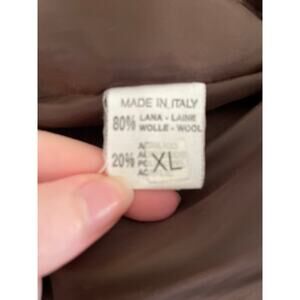 MADE IN ITALY
80% LANA - LAINE
WOLLE - WOOL
20%
XL